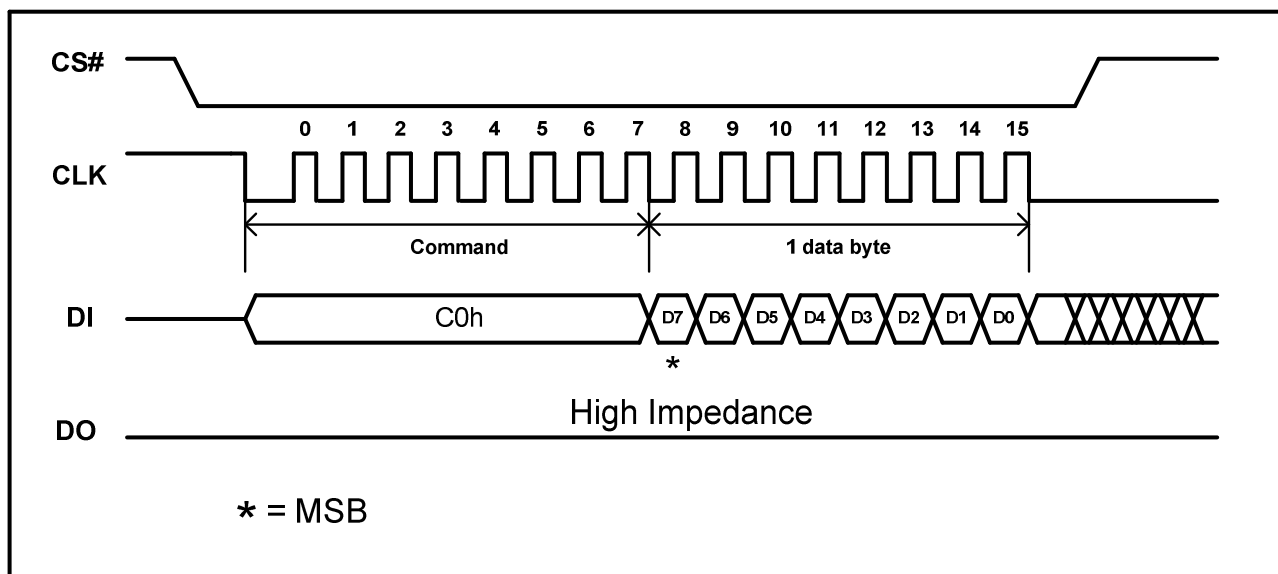 CS#
0 1 2 3 4 5 6 7 8 9 10 11 12 13 14 15
CLK
Command 1 data byte
DI C0h D7 D6 D5 D4 D3 D2 D1 D0
*
High Impedance
DO
* = MSB